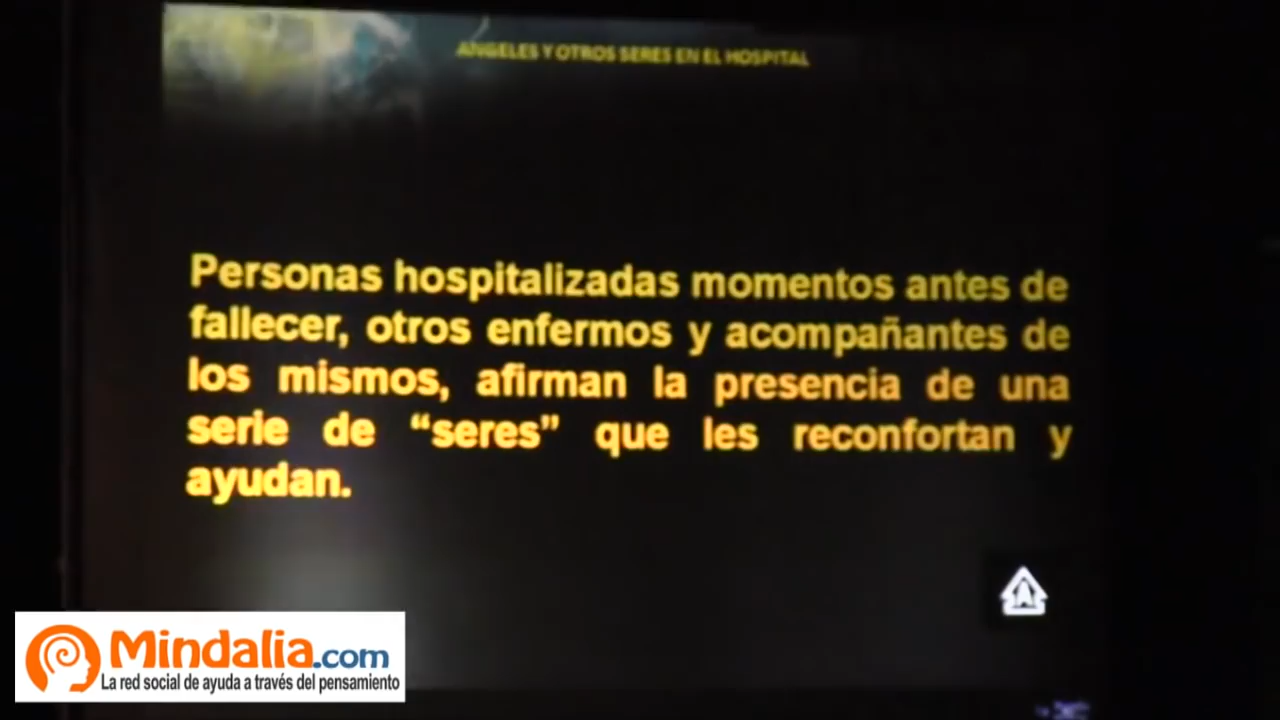 ANGELES Y OTROS SERES EN EL HOSPITAL
Personas hospitalizadas momentos antes de
fallecer, otros enfermos y acompañantes de
los mismos, afirman la presencia de una
serie de “seres” que les reconfortan y
ayudan.
A
Mindalia.com
La red social de ayuda a través del pensamiento